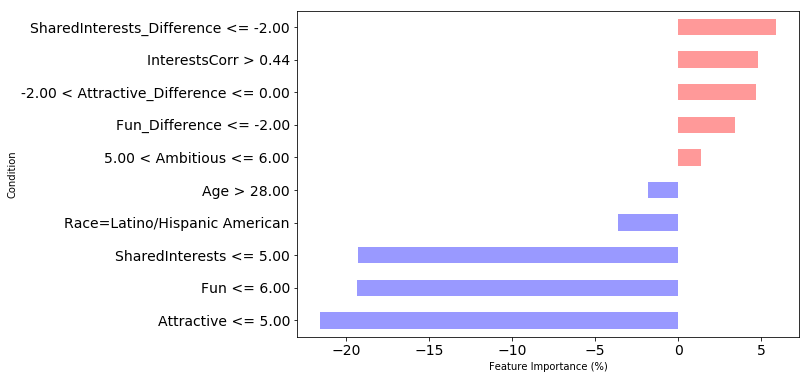 SharedInterests_Difference <= -2.00
InterestsCorr > 0.44
-2.00 < Attractive_Difference <= 0.00
Fun_Difference <= -2.00
5.00 < Ambitious <= 6.00
Age > 28.00
Race=Latino/Hispanic American
SharedInterests <= 5.00
Fun <= 6.00
Attractive <= 5.00
Condition
−20 −15 −10 −5 0 5
Feature Importance (%)